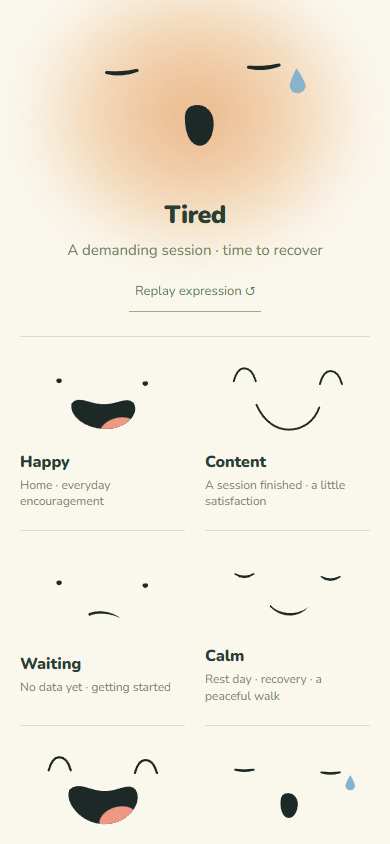 Tired
A demanding session · time to recover
Replay expression ↺
Happy
Home · everyday
encouragement
Content
A session finished · a little
satisfaction
Waiting
No data yet · getting started
Calm
Rest day · recovery · a
peaceful walk